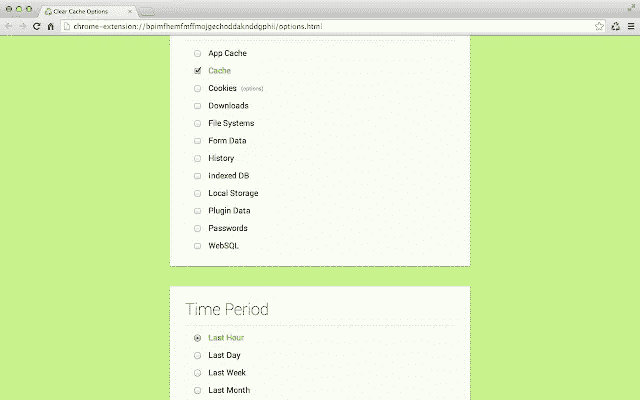 Clear Cache Options
chrome-extension://bpimfhemfmffmojgechoddaknddgphii/options.html
App Cache
Cache
Cookies (options)
Downloads
File Systems
Form Data
History
Indexed DB
Local Storage
Plugin Data
Passwords
WebSQL
Time Period
Last Hour
Last Day
Last Week
Last Month